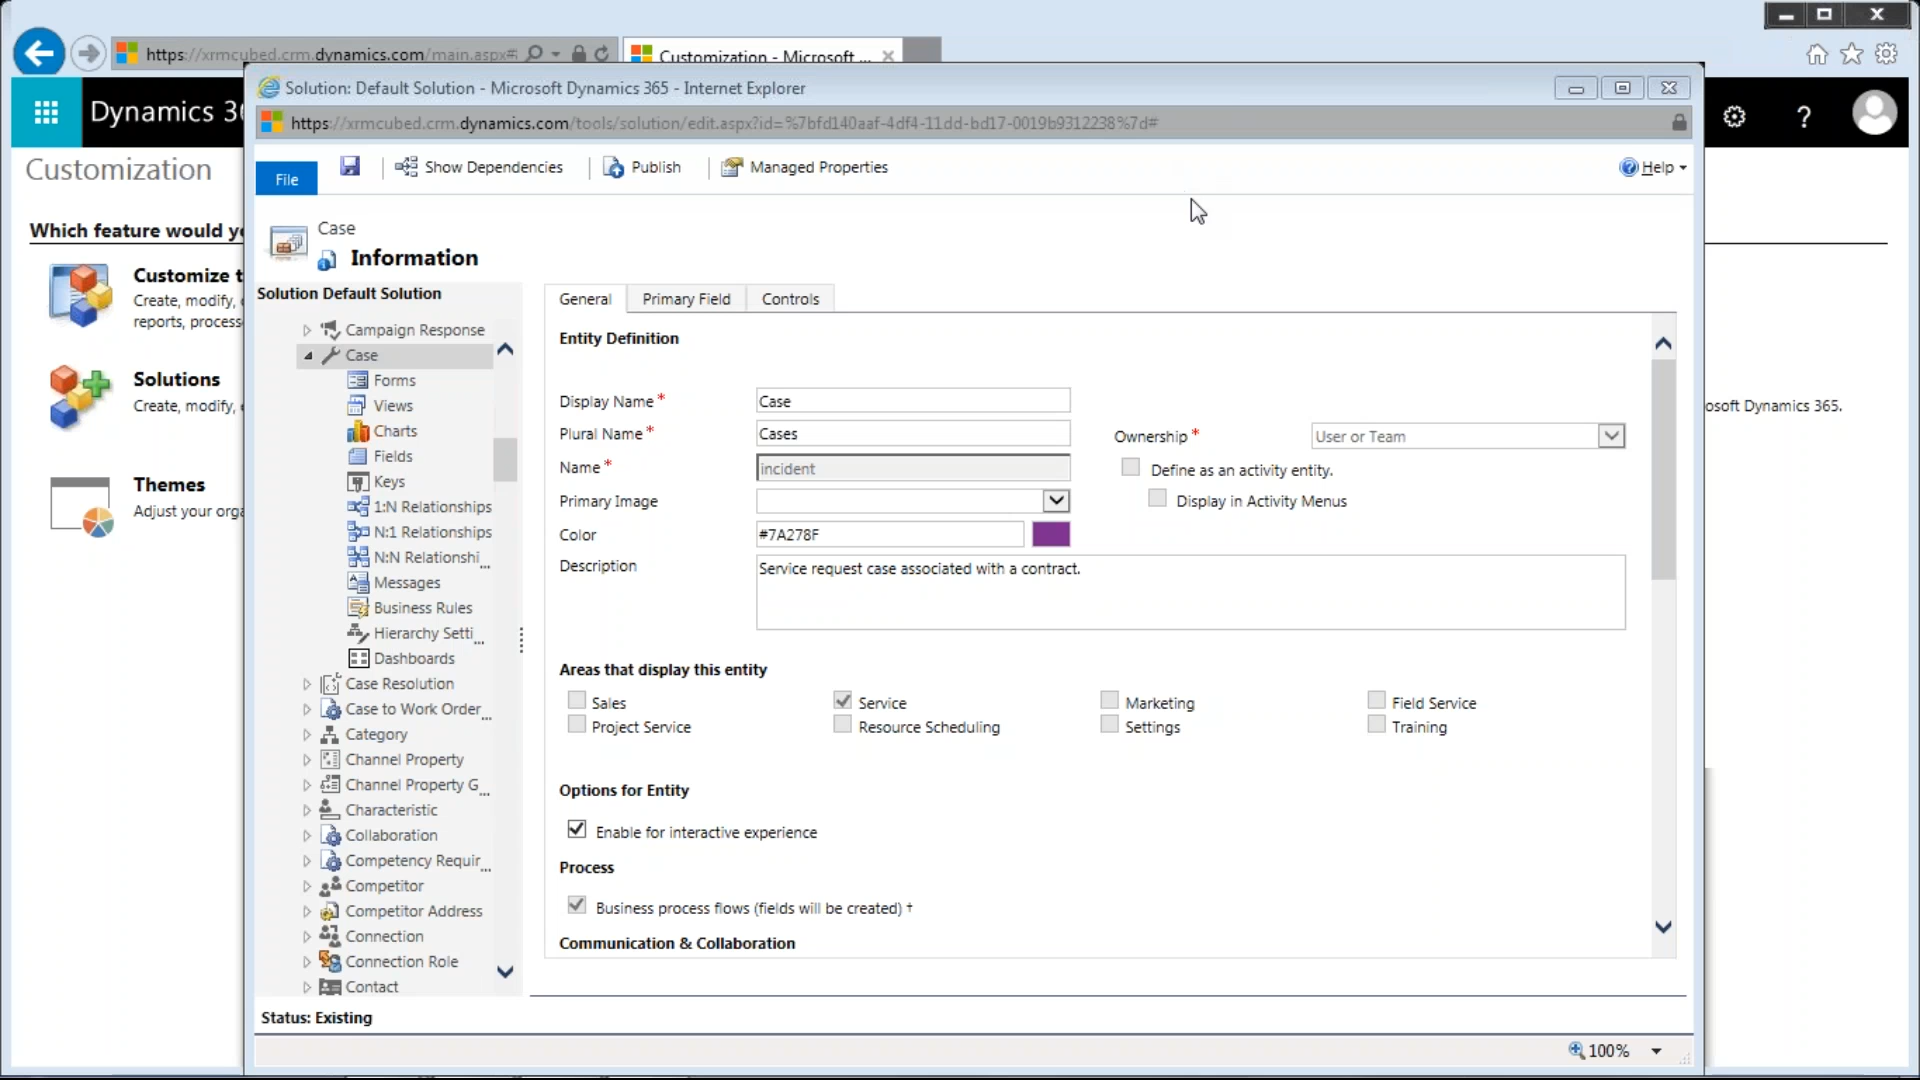 https://xrmcubed.crm.dynamics.com/main.aspx#
Customization - Microsoft ...
Solution: Default Solution - Microsoft Dynamics 365 - Internet Explorer
Dynamics 36
https://xrmcubed.crm.dynamics.com/tools/solution/edit.aspx?id=%7bfd140aaf-4df4-11dd-bd17-0019b9312238%7d#
?
Customization
File
Show Dependencies
Publish
Managed Properties
Help
Which feature would yo
Case
Information
Customize t
Create, modify,
reports, process
Solutions
Create, modify,
osoft Dynamics 365.
Themes
Adjust your orga
Solution Default Solution
Campaign Response
Case
Forms
Views
Charts
Fields
Keys
1:N Relationships
N:1 Relationships
N:N Relationshi...
Messages
Business Rules
Hierarchy Setti...
Dashboards
Case Resolution
Case to Work Order...
Category
Channel Property
Channel Property G...
Characteristic
Collaboration
Competency Requir...
Competitor
Competitor Address
Connection
Connection Role
Contact
General
Primary Field
Controls
Entity Definition
Display Name *
Case
Plural Name *
Cases
Ownership *
User or Team
Name *
incident
Define as an activity entity.
Primary Image
Display in Activity Menus
Color
#7A278F
Description
Service request case associated with a contract.
Areas that display this entity
Sales
Service
Marketing
Field Service
Project Service
Resource Scheduling
Settings
Training
Options for Entity
Enable for interactive experience
Process
Business process flows (fields will be created) †
Communication & Collaboration
Status: Existing
100%